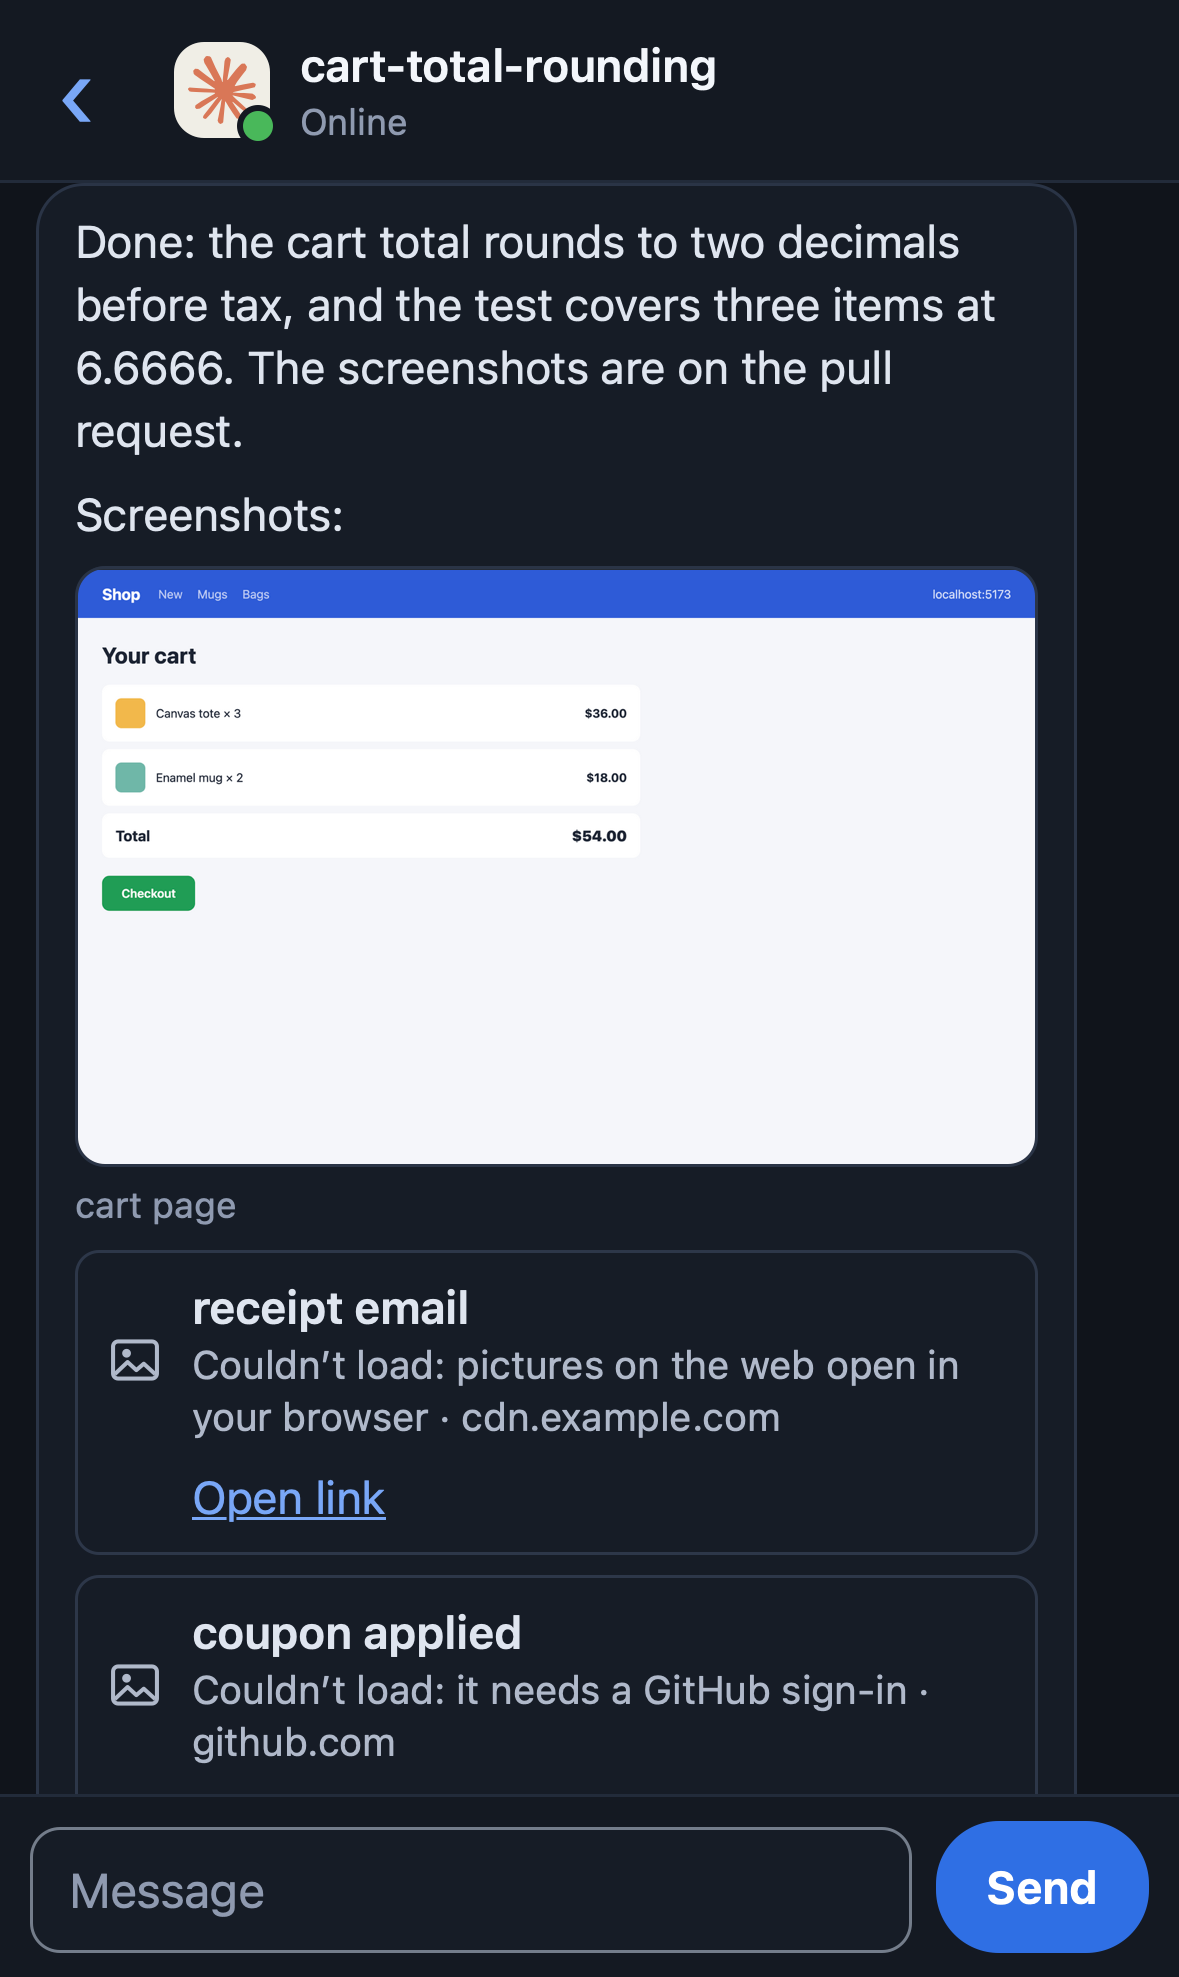 cart-total-rounding
Online
Done: the cart total rounds to two decimals
before tax, and the test covers three items at
6.6666. The screenshots are on the pull
request.
Screenshots:
Shop New Mugs Bags localhost:5173
Your cart
Canvas tote × 3 $36.00
Enamel mug × 2 $18.00
Total $54.00
Checkout
cart page
receipt email
Couldn’t load: pictures on the web open in
your browser · cdn.example.com
Open link
coupon applied
Couldn’t load: it needs a GitHub sign-in ·
github.com
Message
Send